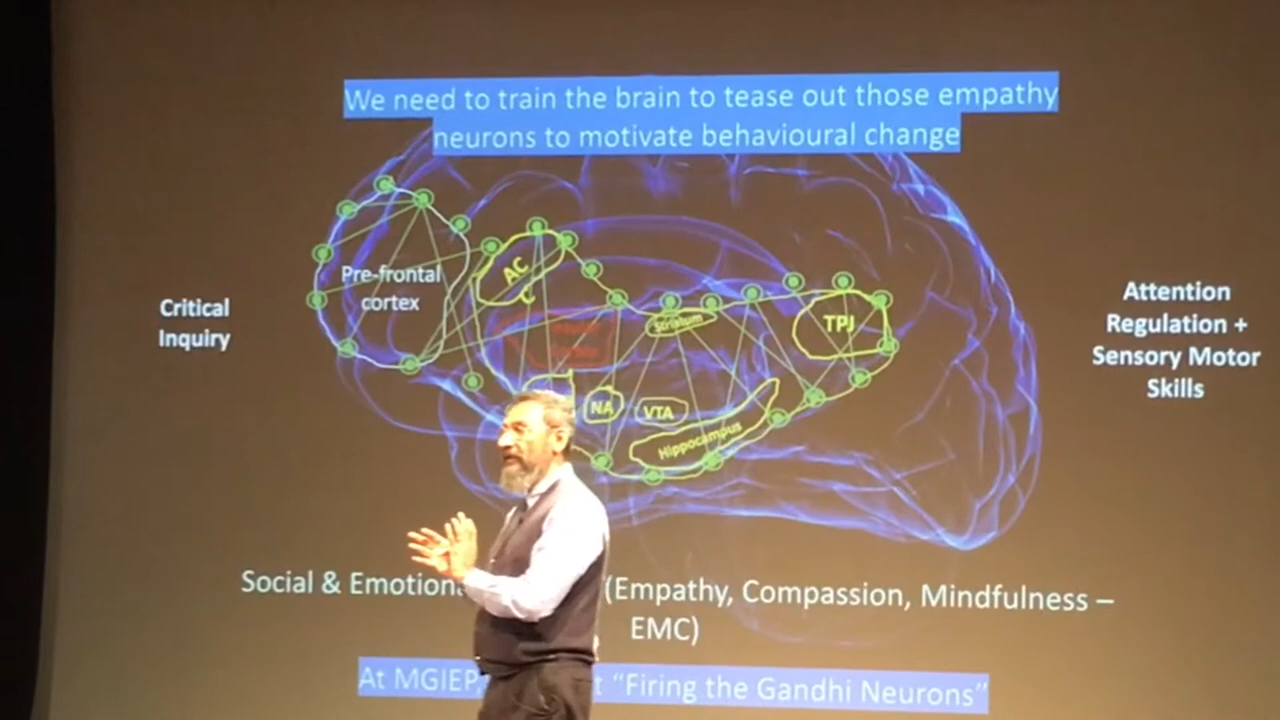 We need to train the brain to tease out those empathy
neurons to motivate behavioural change
Pre-frontal
cortex
AC
Striatum
TPJ
NA
VTA
Hippocampus
Critical
Inquiry
Attention
Regulation +
Sensory Motor
Skills
Social & (Empathy, Compassion, Mindfulness –
EMC)
At MGIEP, “Firing the Gandhi Neurons”